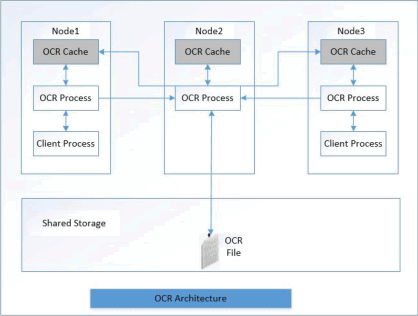 Node1
Node2
Node3
OCR Cache
OCR Cache
OCR Cache
OCR Process
OCR Process
OCR Process
Client Process
Client Process
Shared Storage
OCR
File
OCR Architecture